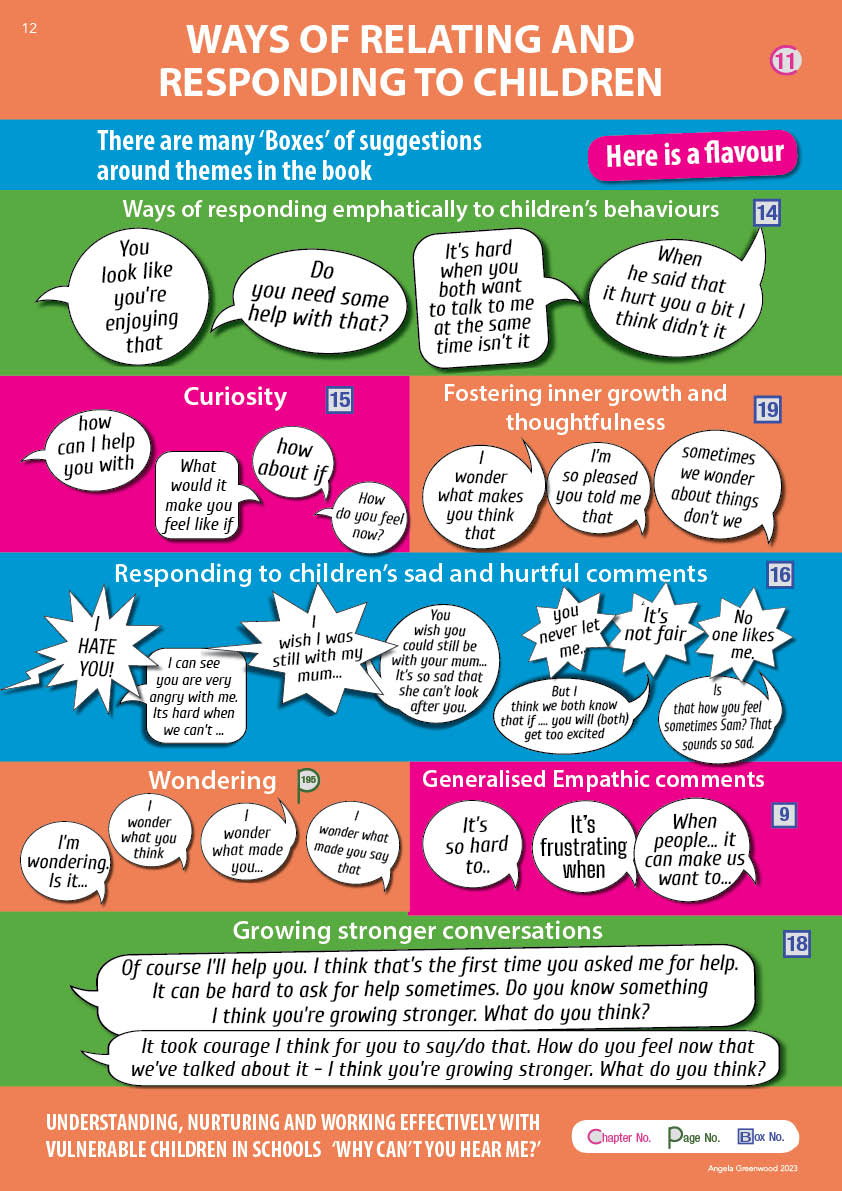 12
WAYS OF RELATING AND
RESPONDING TO CHILDREN
11
There are many ‘Boxes’ of suggestions
around themes in the book
Here is a flavour
Ways of responding emphatically to children’s behaviours
14
You
look like
you're
enjoying
that
Do
you need some
help with that?
It's hard
when you
both want
to talk to me
at the same
time isn't it
When
he said that
it hurt you a bit I
think didn't it
Curiosity
15
how
can I help
you with
What
would it
make you
feel like if
how
about if
How
do you feel
now?
Fostering inner growth and
thoughtfulness
19
I
wonder
what makes
you think
that
I'm
so pleased
you told me
that
sometimes
we wonder
about things
don't we
Responding to children’s sad and hurtful comments
16
I
HATE
YOU!
I can see
you are very
angry with me.
Its hard when
we can't ...
I
wish I was
still with my
mum...
You
wish you
could still be
with your mum...
It's so sad that
she can't look
after you.
you
never let
me..
It's
not fair
No
one likes
me.
But I
think we both know
that if .... you will (both)
get too excited
Is
that how you feel
sometimes Sam? That
sounds so sad.
Wondering
195
I'm
wondering.
Is it...
I
wonder
what you
think
I
wonder
what made
you...
I
wonder what
made you say
that
Generalised Empathic comments
9
It's
so hard
to..
It’s
frustrating
when
When
people... it
can make us
want to...
Growing stronger conversations
18
Of course I'll help you. I think that's the first time you asked me for help.
It can be hard to ask for help sometimes. Do you know something
I think you're growing stronger. What do you think?
It took courage I think for you to say/do that. How do you feel now that
we've talked about it - I think you're growing stronger. What do you think?
UNDERSTANDING, NURTURING AND WORKING EFFECTIVELY WITH
VULNERABLE CHILDREN IN SCHOOLS ‘WHY CAN’T YOU HEAR ME?’
Chapter No. Page No. Box No.
Angela Greenwood 2023